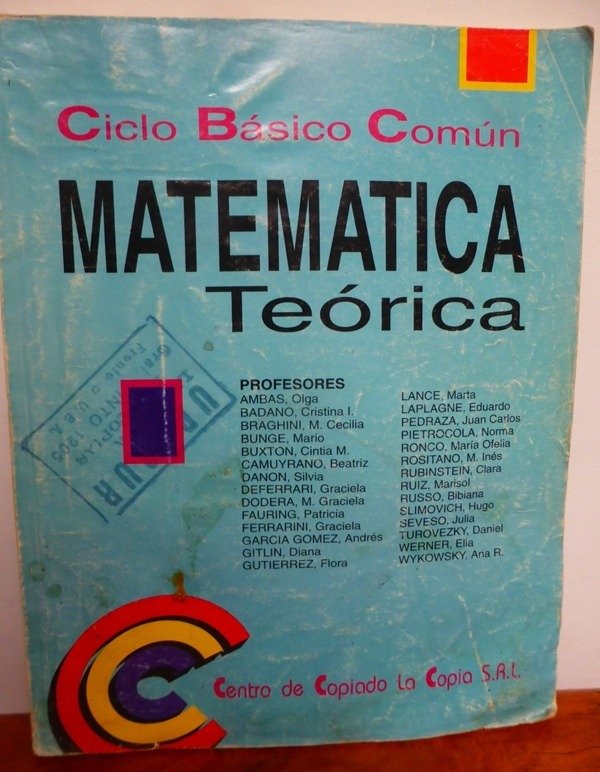 Ciclo Básico Común
MATEMATICA
Teórica
PROFESORES
AMBAS, Olga
BADANO, Cristina I.
BRAGHINI, M. Cecilia
BUNGE, Mario
BUXTON, Cintia M.
CAMUYRANO, Beatriz
DANON, Silvia
DEFERRARI, Graciela
DODERA, M. Graciela
FAURING, Patricia
FERRARINI, Graciela
GARCIA GOMEZ, Andrés
GITLIN, Diana
GUTIERREZ, Flora
LANCE, Marta
LAPLAGNE, Eduardo
PEDRAZA, Juan Carlos
PIETROCOLA, Norma
RONCO, María Ofelia
ROSITANO, M. Inés
RUBINSTEIN, Clara
RUIZ, Marisol
RUSSO, Bibiana
SLIMOVICH, Hugo
SEVESO, Julia
TUROVEZKY, Daniel
WERNER, Elia
WYKOWSKY, Ana R.
Frente a
Centro de Copiado La Copia S.R.L.